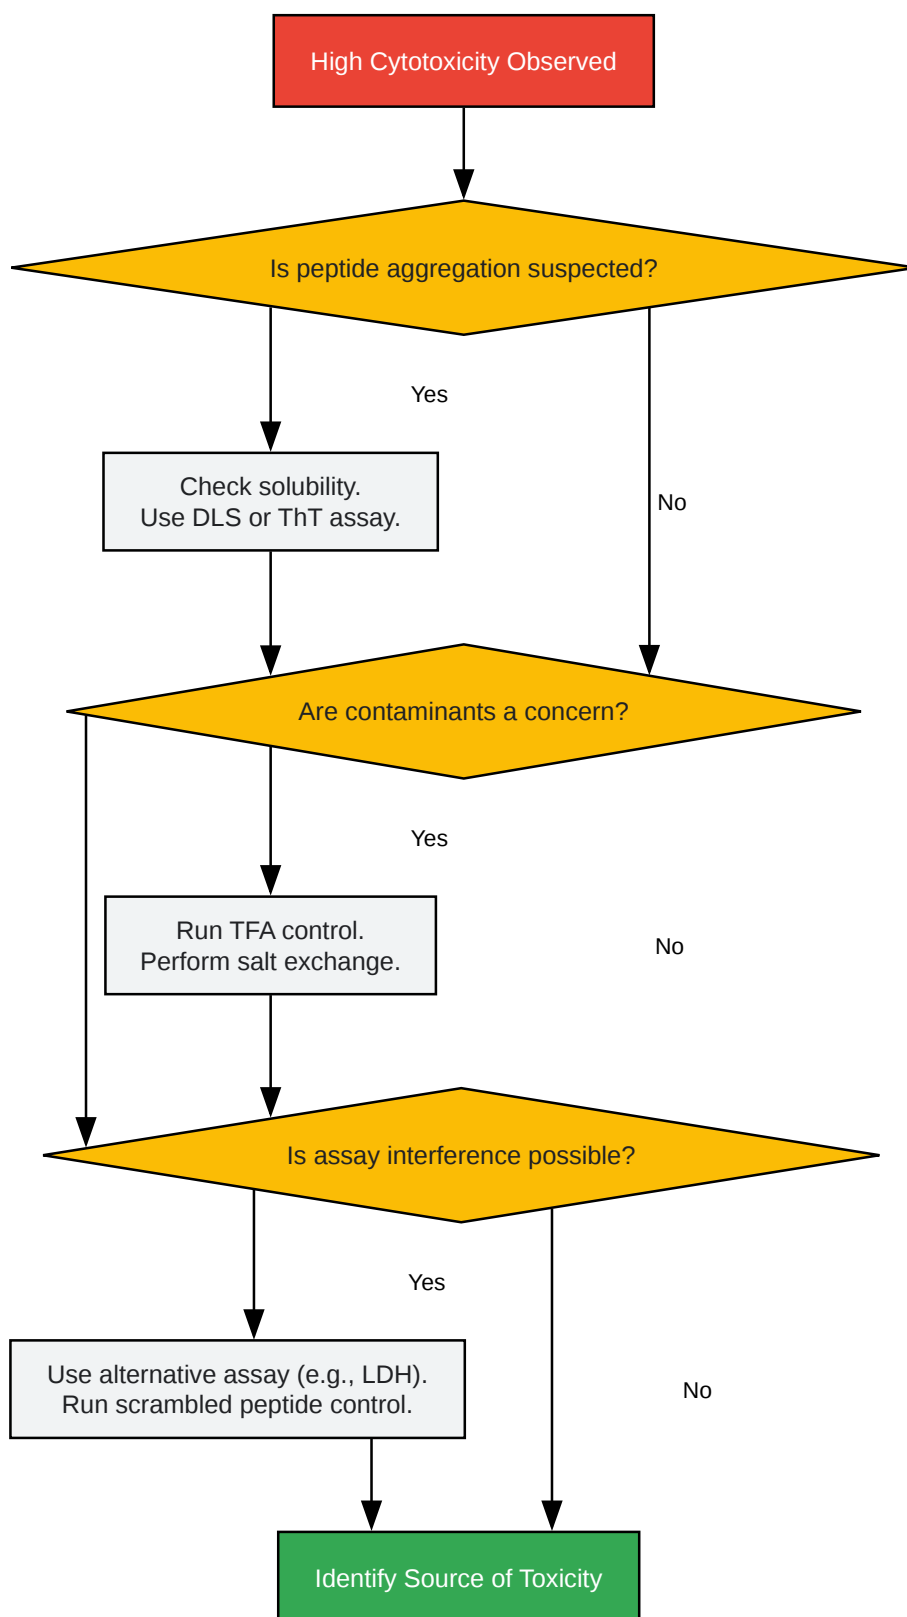 High Cytotoxicity Observed
Is peptide aggregation suspected?
Yes
Check solubility.
Use DLS or ThT assay.
No
Are contaminants a concern?
Yes
Run TFA control.
Perform salt exchange.
No
Is assay interference possible?
Yes
Use alternative assay (e.g., LDH).
Run scrambled peptide control.
No
Identify Source of Toxicity